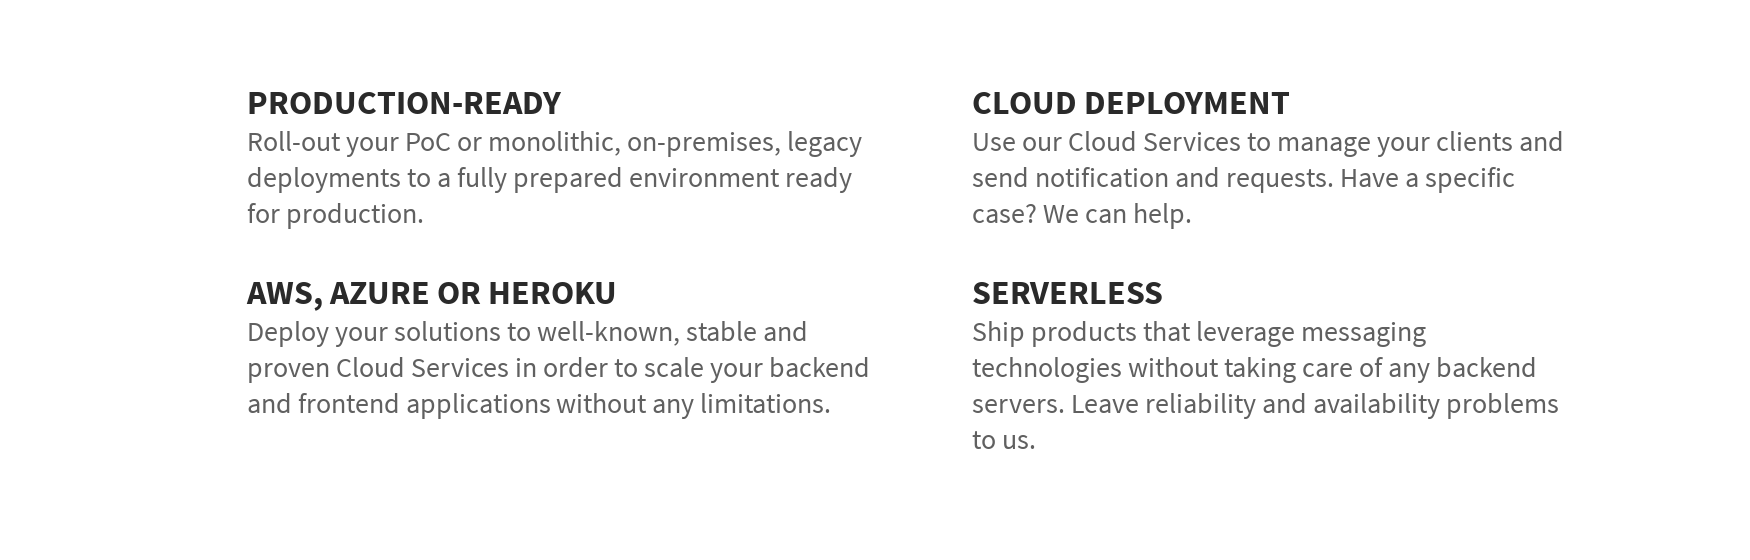 PRODUCTION-READY
Roll-out your PoC or monolithic, on-premises, legacy
deployments to a fully prepared environment ready
for production.
CLOUD DEPLOYMENT
Use our Cloud Services to manage your clients and
send notification and requests. Have a specific
case? We can help.
AWS, AZURE OR HEROKU
Deploy your solutions to well-known, stable and
proven Cloud Services in order to scale your backend
and frontend applications without any limitations.
SERVERLESS
Ship products that leverage messaging
technologies without taking care of any backend
servers. Leave reliability and availability problems
to us.